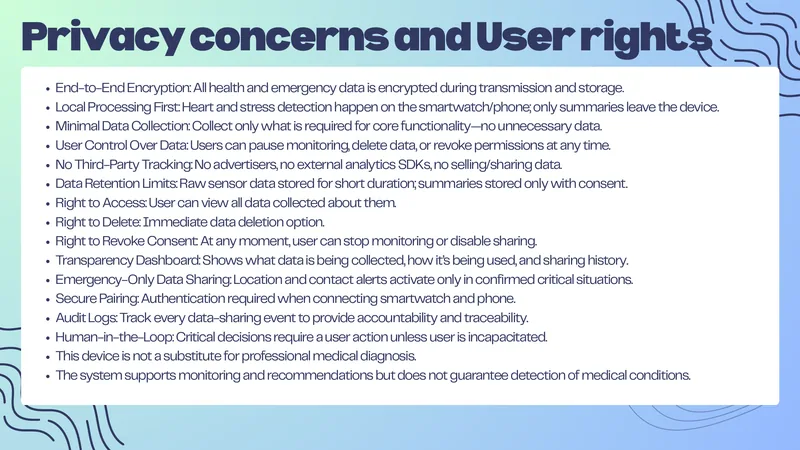 Privacy concerns and User rights
• End-to-End Encryption: All health and emergency data is encrypted during transmission and storage.
• Local Processing First: Heart and stress detection happen on the smartwatch/phone; only summaries leave the device.
• Minimal Data Collection: Collect only what is required for core functionality—no unnecessary data.
• User Control Over Data: Users can pause monitoring, delete data, or revoke permissions at any time.
• No Third-Party Tracking: No advertisers, no external analytics SDKs, no selling/sharing data.
• Data Retention Limits: Raw sensor data stored for short duration; summaries stored only with consent.
• Right to Access: User can view all data collected about them.
• Right to Delete: Immediate data deletion option.
• Right to Revoke Consent: At any moment, user can stop monitoring or disable sharing.
• Transparency Dashboard: Shows what data is being collected, how it's being used, and sharing history.
• Emergency-Only Data Sharing: Location and contact alerts activate only in confirmed critical situations.
• Secure Pairing: Authentication required when connecting smartwatch and phone.
• Audit Logs: Track every data-sharing event to provide accountability and traceability.
• Human-in-the-Loop: Critical decisions require a user action unless user is incapacitated.
• This device is not a substitute for professional medical diagnosis.
• The system supports monitoring and recommendations but does not guarantee detection of medical conditions.